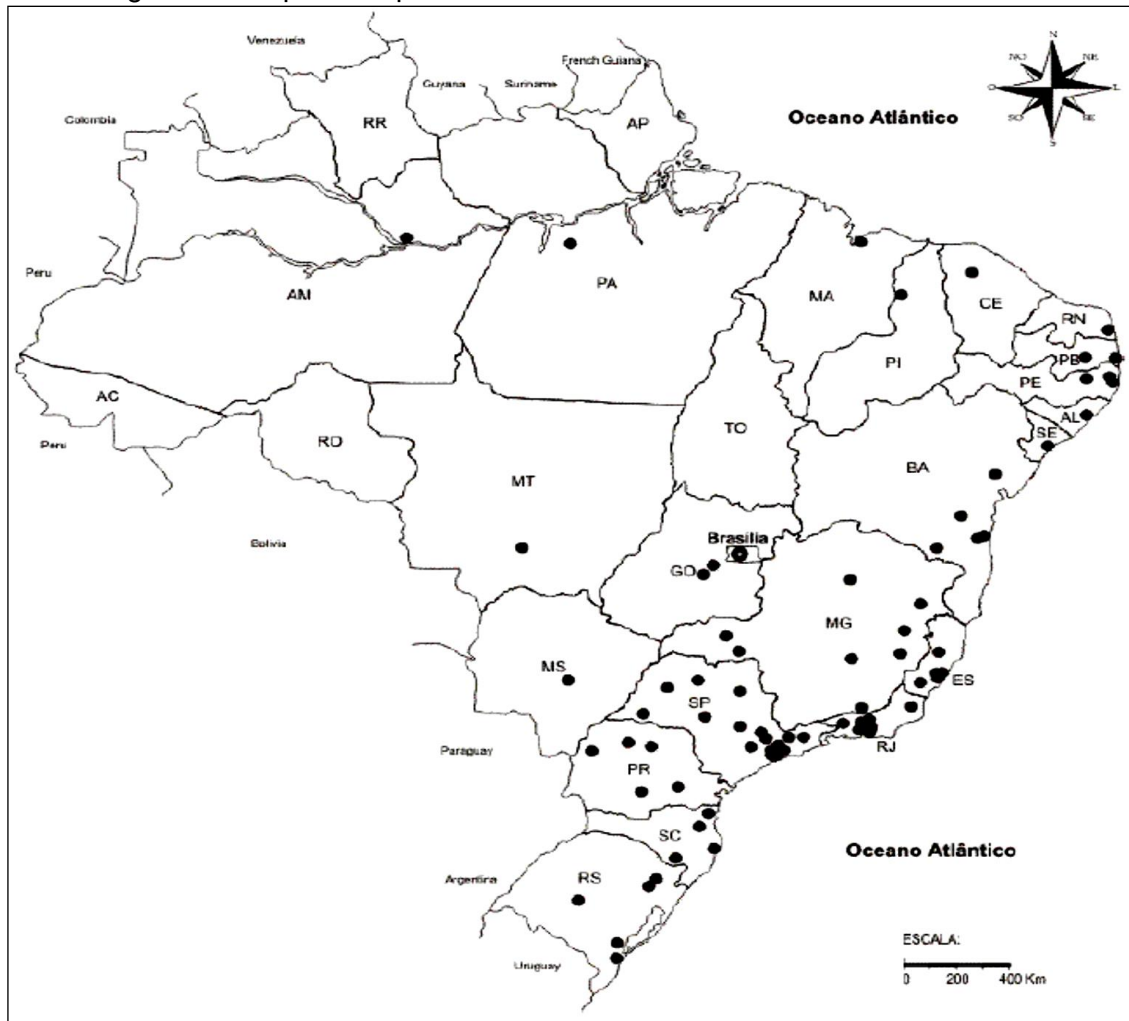 Venezuela
N
French Guiana
NO
NE
Guyana
Suriname
O
L
Colombia
RR
AP
Oceano Atlântico
SO
SE
S
Peru
AM
PA
MA
CE
RN
PB
PI
PE
AC
AL
TO
SE
Peru
RO
BA
MT
Bolivia
Brasília
GO
MG
MS
ES
SP
Paraguay
RJ
PR
SC
Oceano Atlântico
Argentina
RS
ESCALA:
Uruguay
0 200 400 Km